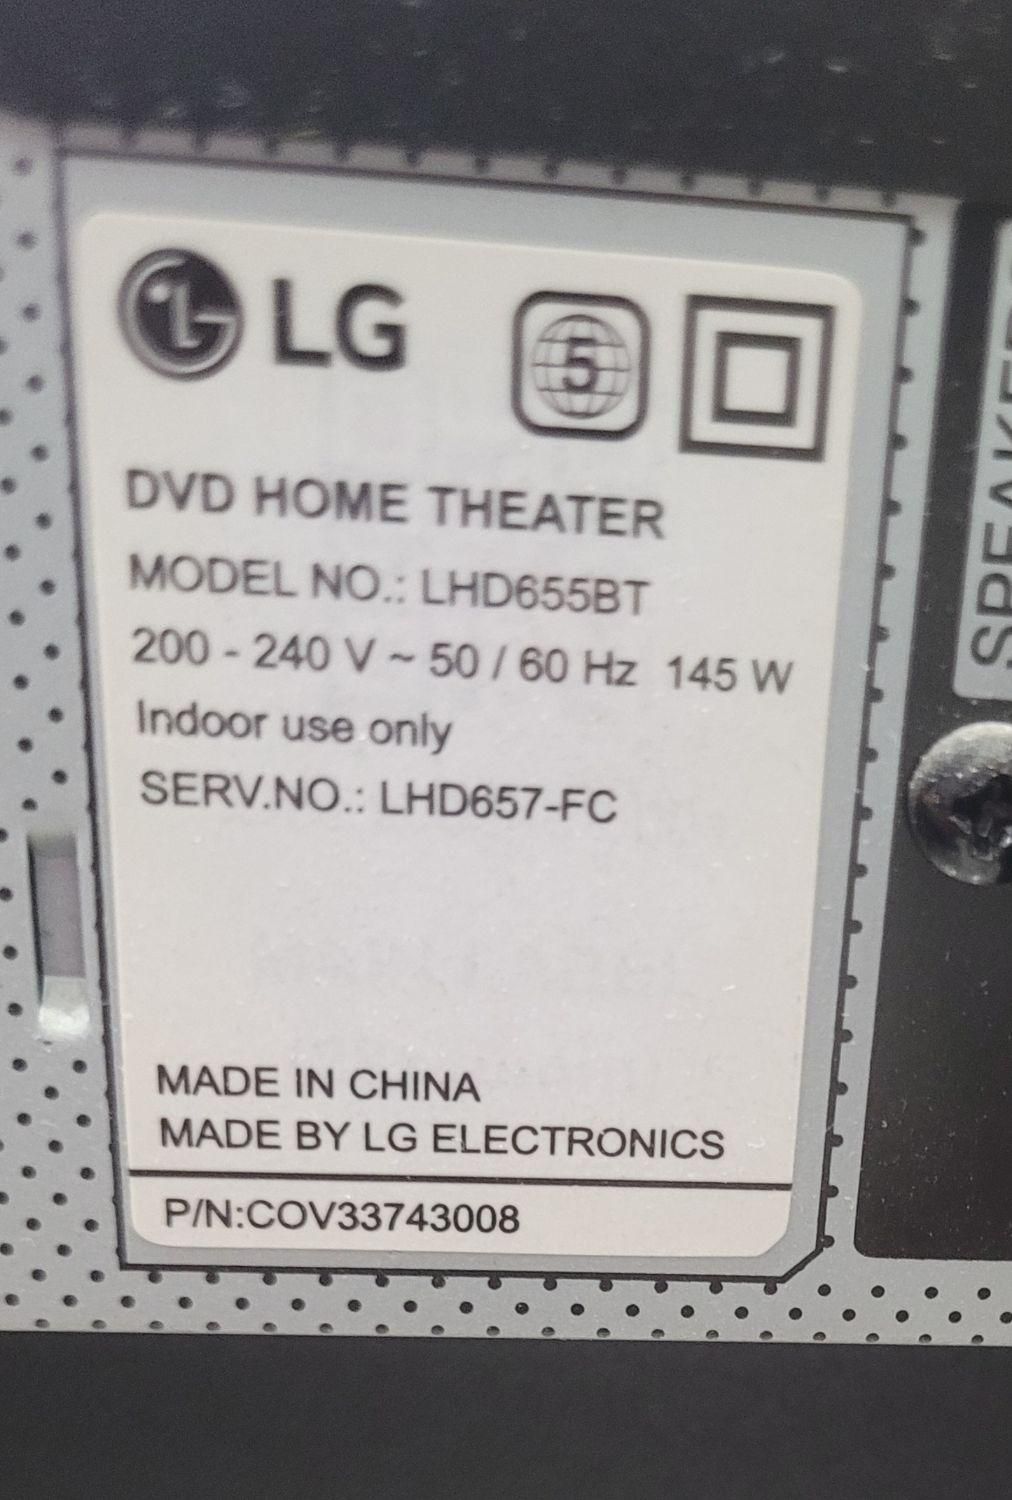 LG
5
DVD HOME THEATER
MODEL NO.: LHD655BT
200 - 240 V ~ 50 / 60 Hz 145 W
Indoor use only
SERV.NO.: LHD657-FC
MADE IN CHINA
MADE BY LG ELECTRONICS
P/N:COV33743008